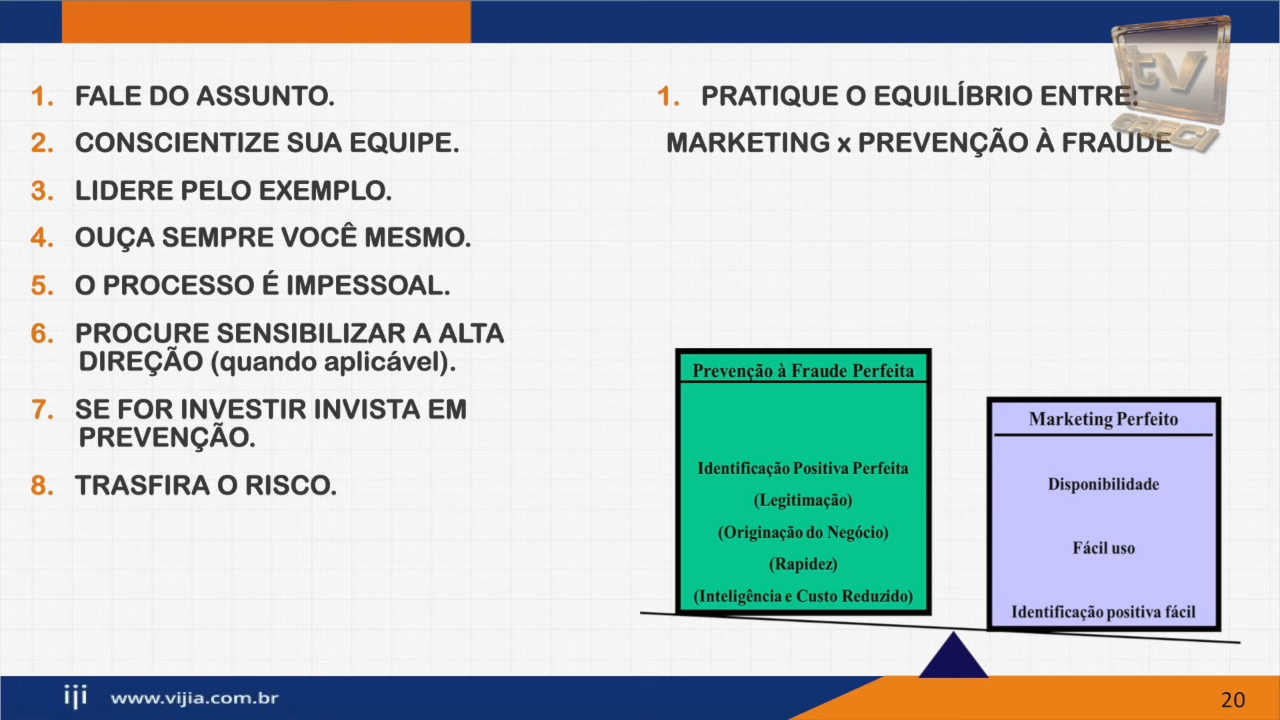 1. FALE DO ASSUNTO.
2. CONSCIENTIZE SUA EQUIPE.
3. LIDERE PELO EXEMPLO.
4. OUÇA SEMPRE VOCÊ MESMO.
5. O PROCESSO É IMPESSOAL.
6. PROCURE SENSIBILIZAR A ALTA
DIREÇÃO (quando aplicável).
7. SE FOR INVESTIR INVISTA EM
PREVENÇÃO.
8. TRASFIRA O RISCO.
1. PRATIQUE O EQUILÍBRIO ENTRE:
MARKETING x PREVENÇÃO À FRAUDE
tv
CRECI
Prevenção à Fraude Perfeita
Identificação Positiva Perfeita
(Legitimação)
(Originação do Negócio)
(Rapidez)
(Inteligência e Custo Reduzido)
Marketing Perfeito
Disponibilidade
Fácil uso
Identificação positiva fácil
www.vijia.com.br
20